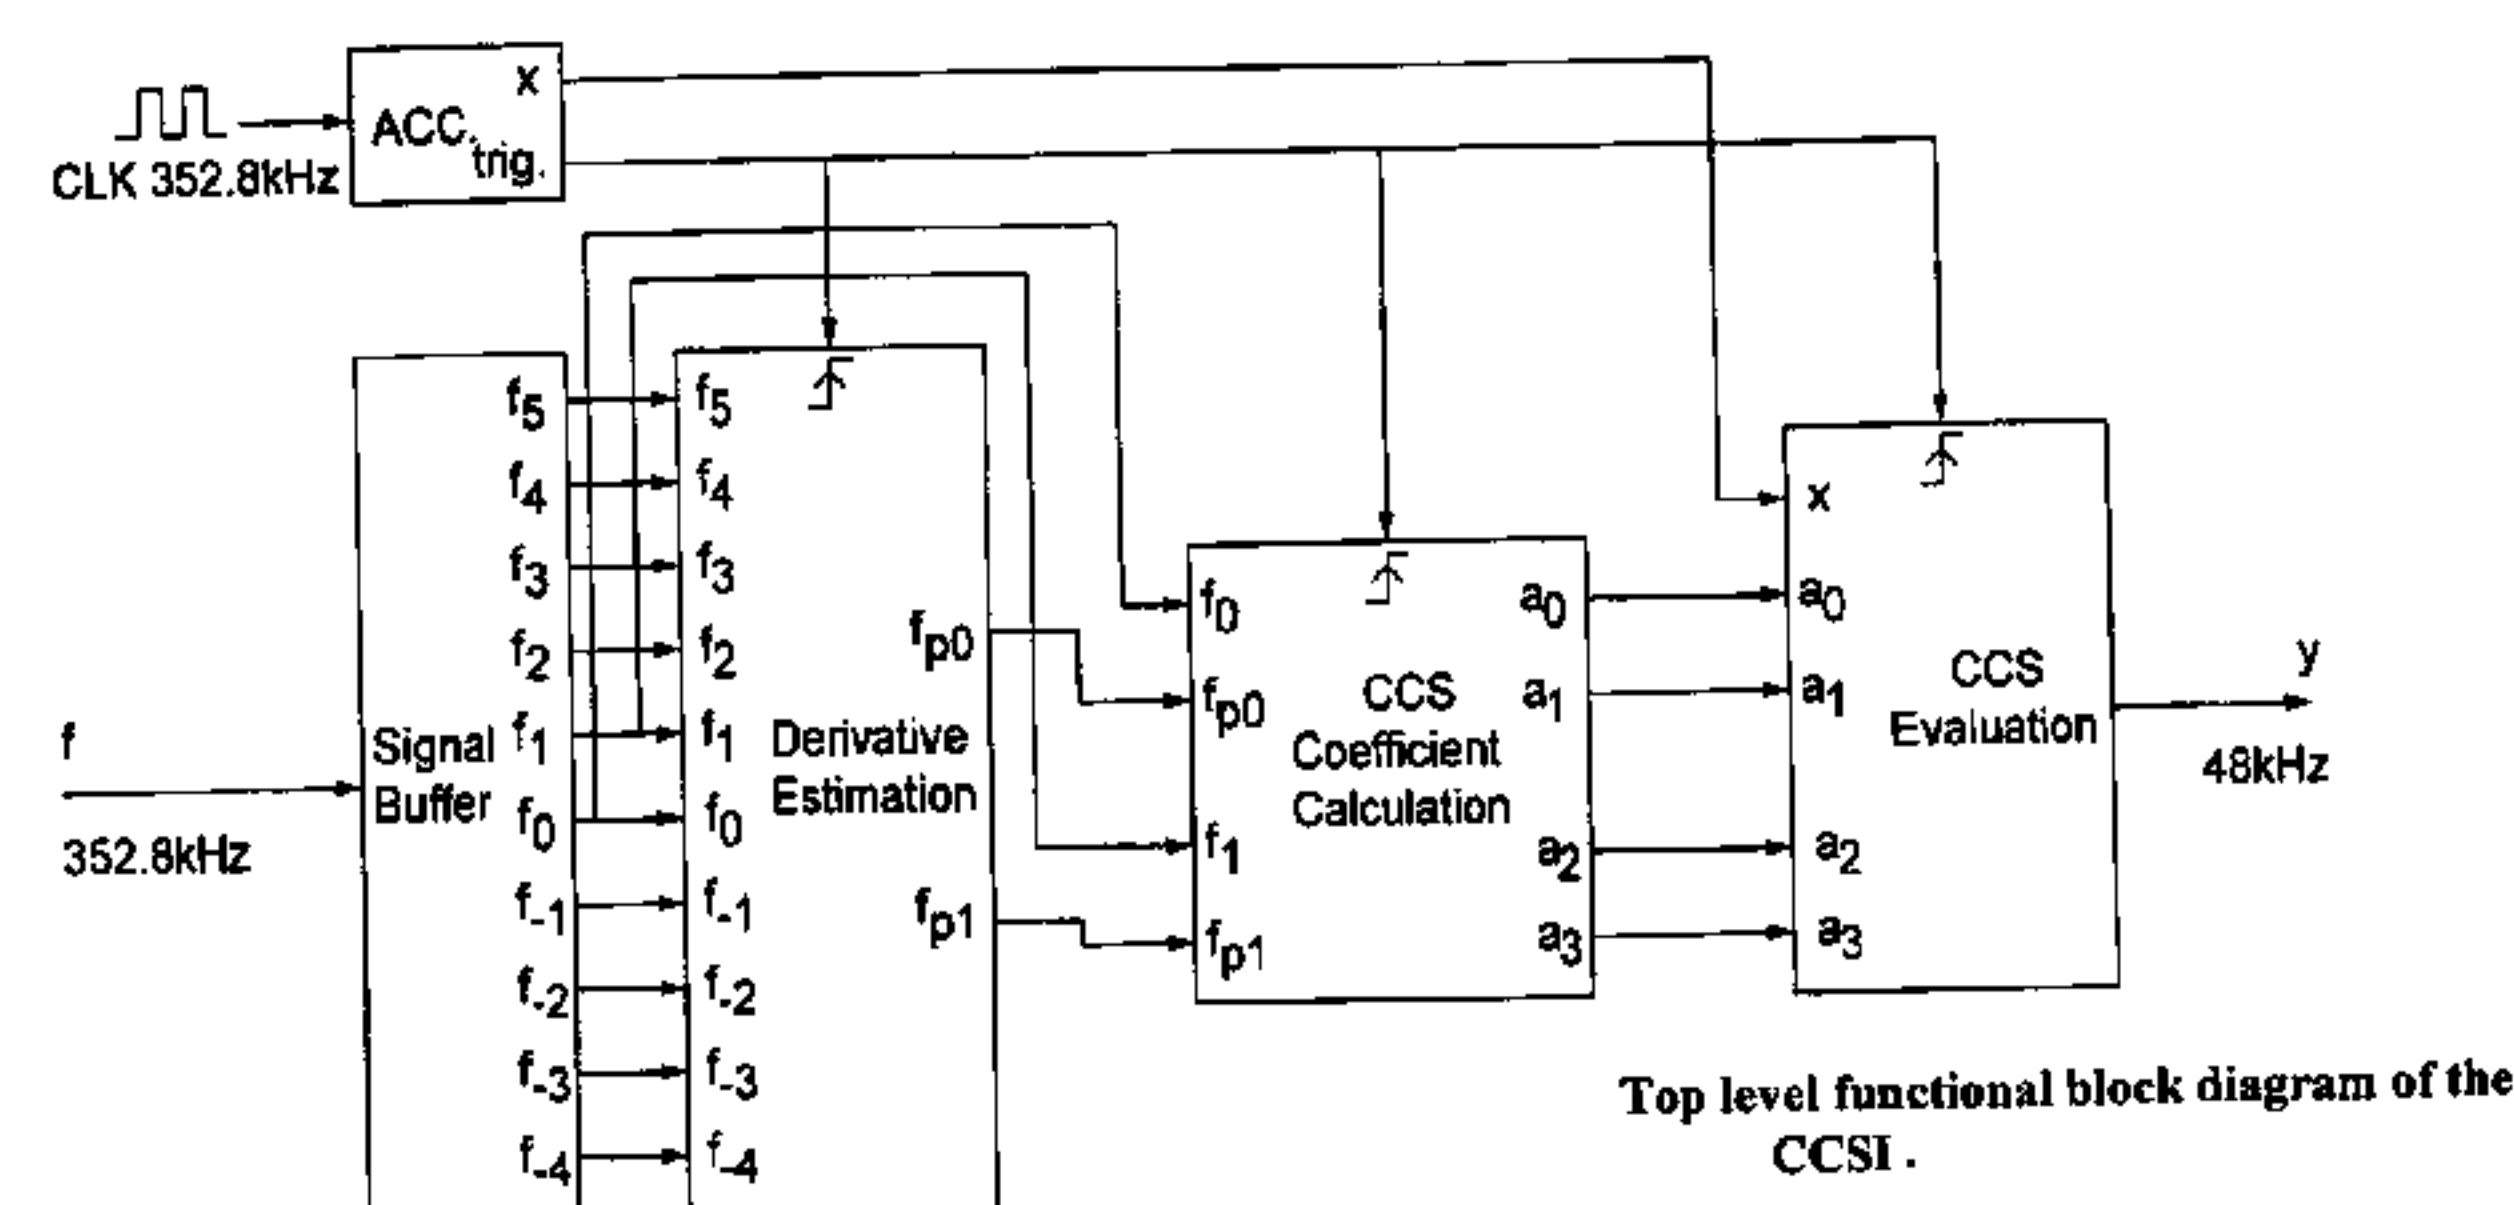 x
ACC.
trig.
CLK 352.8kHz
f5 f5
f4 f4
f3 f3
f2 f2
f1 f1
f0 f0
f-1 f-1
f-2 f-2
f-3 f-3
f-4 f-4
f
352.8kHz
Signal
Buffer
Derivative
Estimation
fp0
fp1
f0
fp0
f1
fp1
CCS
Coefficient
Calculation
a0
a1
a2
a3
x
a0
a1
a2
a3
CCS
Evaluation
y
48kHz
Top level functional block diagram of the
CCSI .